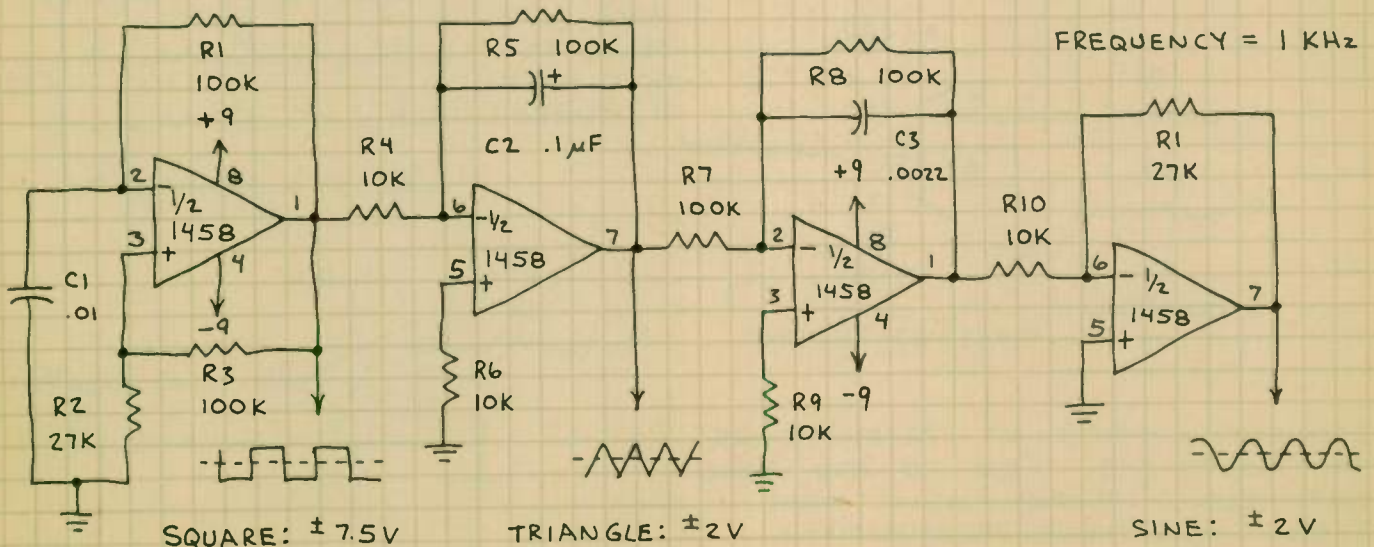 FREQUENCY = 1 KHz
R1
100K
+9
2
-
8
1/2
1458
1
3
+
4
-9
C1
.01
R2
27K
R3
100K
SQUARE: ± 7.5V
R4
10K
R5 100K
+
C2 .1µF
6
-
1/2
1458
7
5
+
R6
10K
TRIANGLE: ±2V
R7
100K
R8 100K
C3
.0022
+9
2
-
8
1/2
1458
1
3
+
4
-9
R9
10K
R10
10K
R1
27K
6
-
1/2
1458
7
5
+
SINE: ±2V